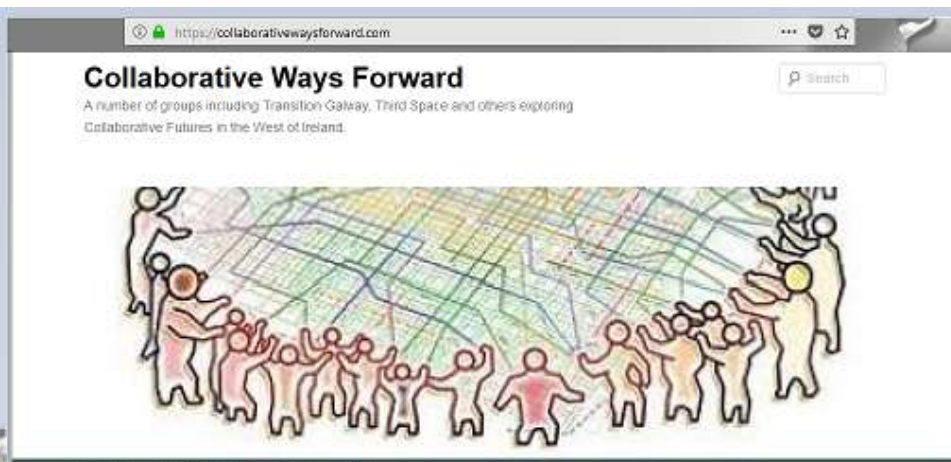 https://collaborativewaysforward.com
Collaborative Ways Forward
Search
A number of groups including Transition Galway, Third Space and others exploring
Collaborative Futures in the West of Ireland.